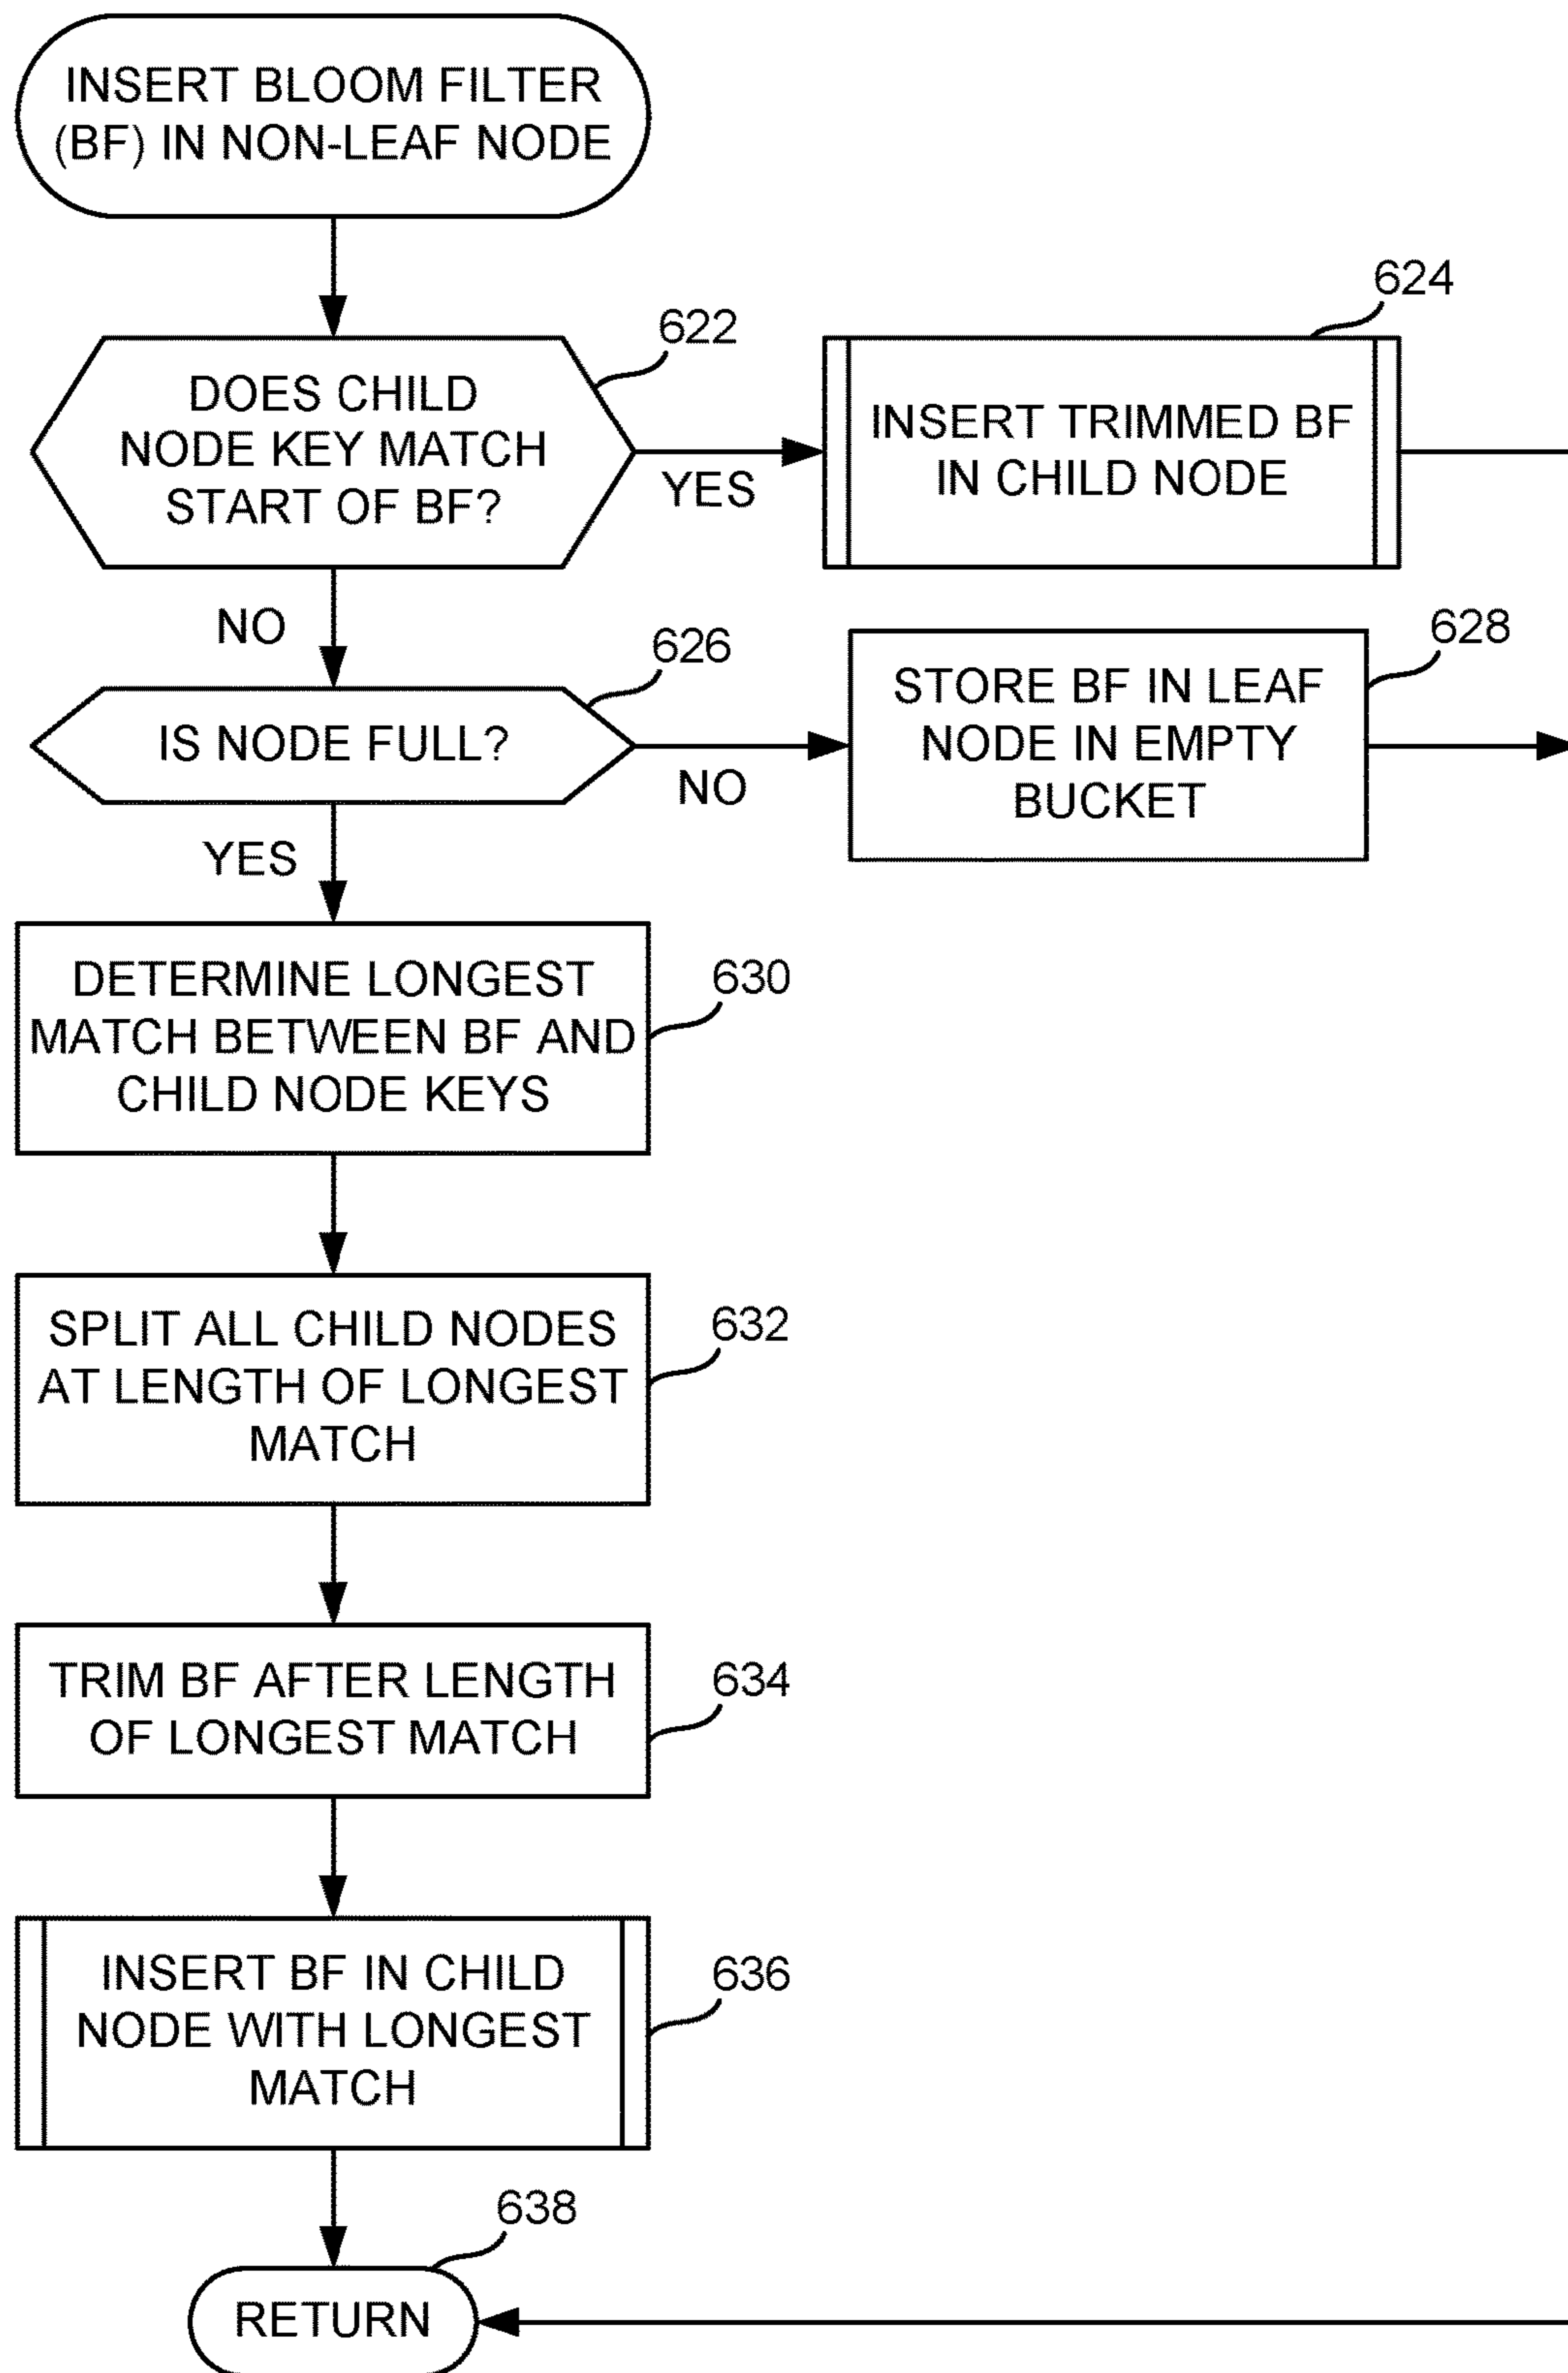 INSERT BLOOM FILTER
(BF) IN NON-LEAF NODE
622
DOES CHILD
NODE KEY MATCH
START OF BF?
YES
624
INSERT TRIMMED BF
IN CHILD NODE
NO
626
IS NODE FULL?
NO
628
STORE BF IN LEAF
NODE IN EMPTY
BUCKET
YES
630
DETERMINE LONGEST
MATCH BETWEEN BF AND
CHILD NODE KEYS
632
SPLIT ALL CHILD NODES
AT LENGTH OF LONGEST
MATCH
634
TRIM BF AFTER LENGTH
OF LONGEST MATCH
636
INSERT BF IN CHILD
NODE WITH LONGEST
MATCH
638
RETURN